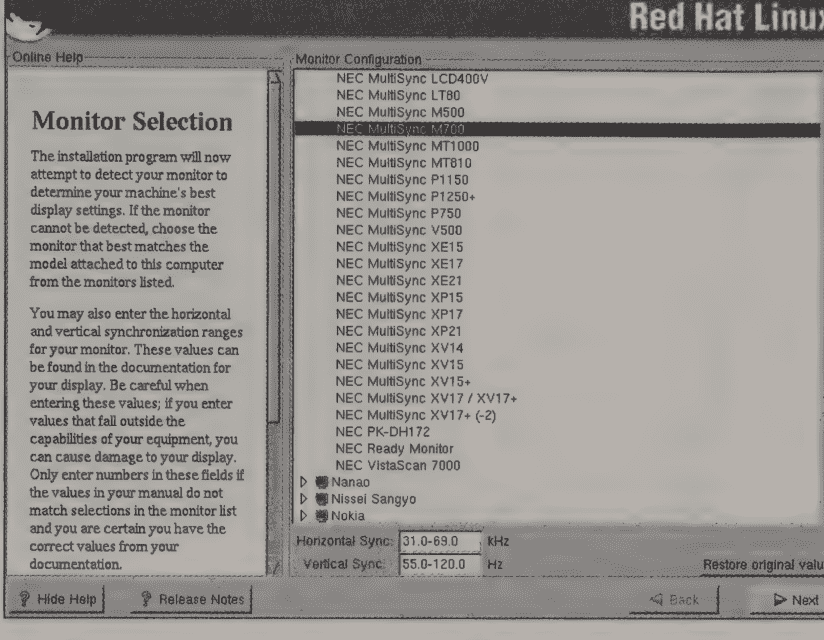 Red Hat Linux
Online Help
Monitor Selection
The installation program will now
attempt to detect your monitor to
determine your machine's best
display settings. If the monitor
cannot be detected, choose the
monitor that best matches the
model attached to this computer
from the monitors listed.
You may also enter the horizontal
and vertical synchronization ranges
for your monitor. These values can
be found in the documentation for
your display. Be careful when
entering these values; if you enter
values that fall outside the
capabilities of your equipment, you
can cause damage to your display.
Only enter numbers in these fields if
the values in your manual do not
match selections in the monitor list
and you are certain you have the
correct values from your
documentation.
Monitor Configuration
NEC MultiSync LCD400V
NEC MultiSync LT80
NEC MultiSync M500
NEC MultiSync M700
NEC MultiSync MT1000
NEC MultiSync MT810
NEC MultiSync P1150
NEC MultiSync P1250+
NEC MultiSync P750
NEC MultiSync V500
NEC MultiSync XE15
NEC MultiSync XE17
NEC MultiSync XE21
NEC MultiSync XP15
NEC MultiSync XP17
NEC MultiSync XP21
NEC MultiSync XV14
NEC MultiSync XV15
NEC MultiSync XV15+
NEC MultiSync XV17 / XV17+
NEC MultiSync XV17+ (-2)
NEC PK-DH172
NEC Ready Monitor
NEC VistaScan 7000
Nanao
Nissei Sangyo
Nokia
Horizontal Sync: 31.0-69.0 kHz
Vertical Sync: 55.0-120.0 Hz
Restore original valu
Hide Help
Release Notes
Back
Next